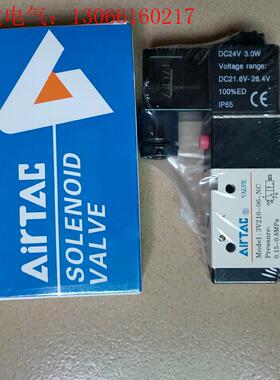 电气：13066160217
AirTAC
SOLENOID
VALVE
AirTAC
DC24V 3.0W
Voltage range:
DC21.6V-26.4V
100%ED
IP65
AirTAC ®
VALVE
Model:3V210-06-NC
Pressure:
0.15-0.8MPa